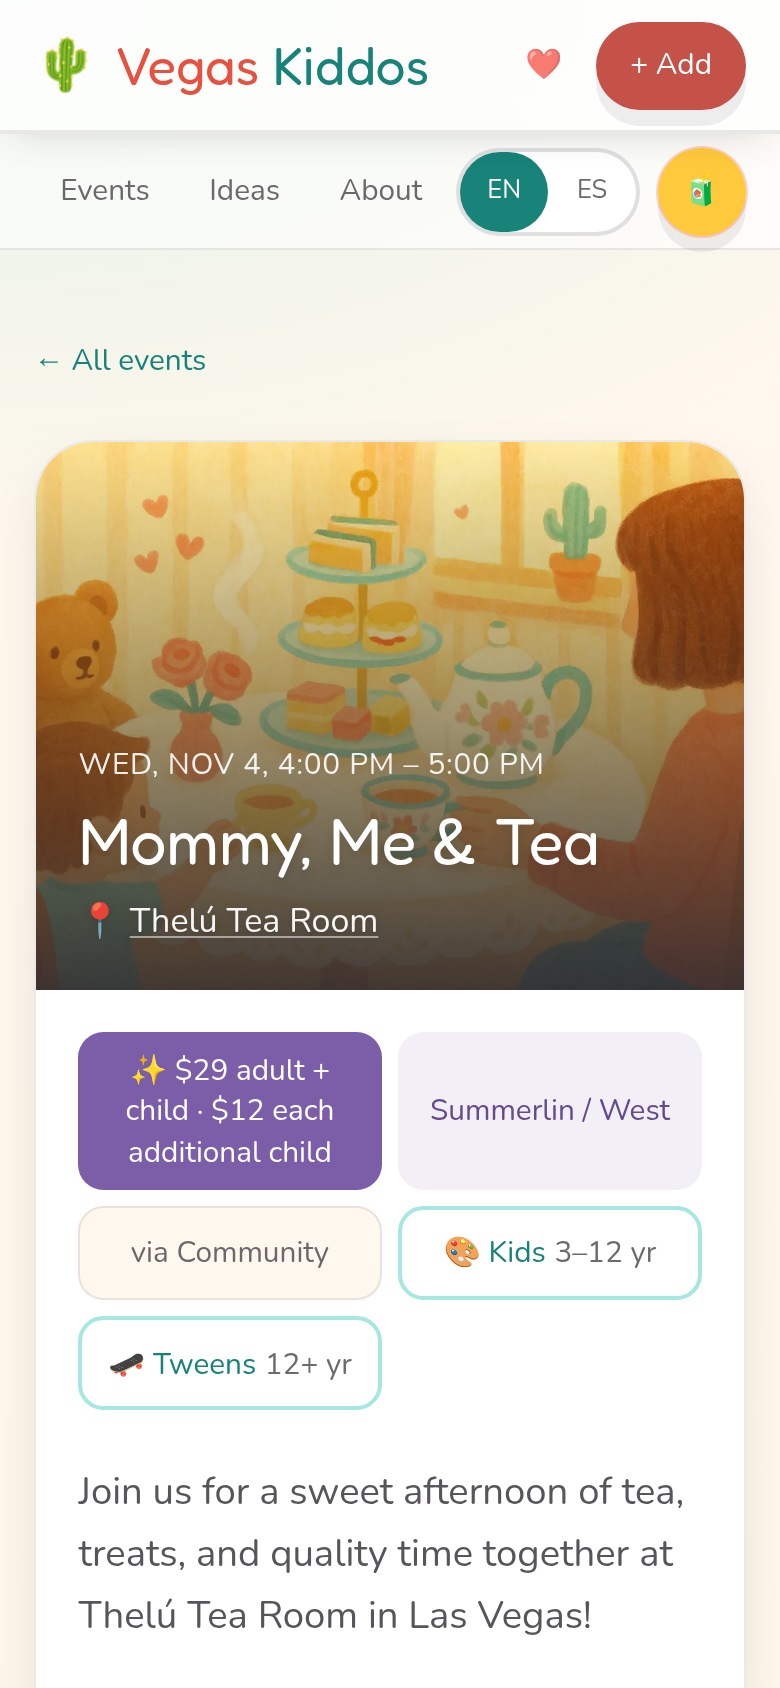 Vegas Kiddos
+ Add
Events
Ideas
About
EN
ES
← All events
WED, NOV 4, 4:00 PM – 5:00 PM
Mommy, Me & Tea
Thelú Tea Room
$29 adult +
child · $12 each
additional child
Summerlin / West
via Community
Kids 3–12 yr
Tweens 12+ yr
Join us for a sweet afternoon of tea,
treats, and quality time together at
Thelú Tea Room in Las Vegas!